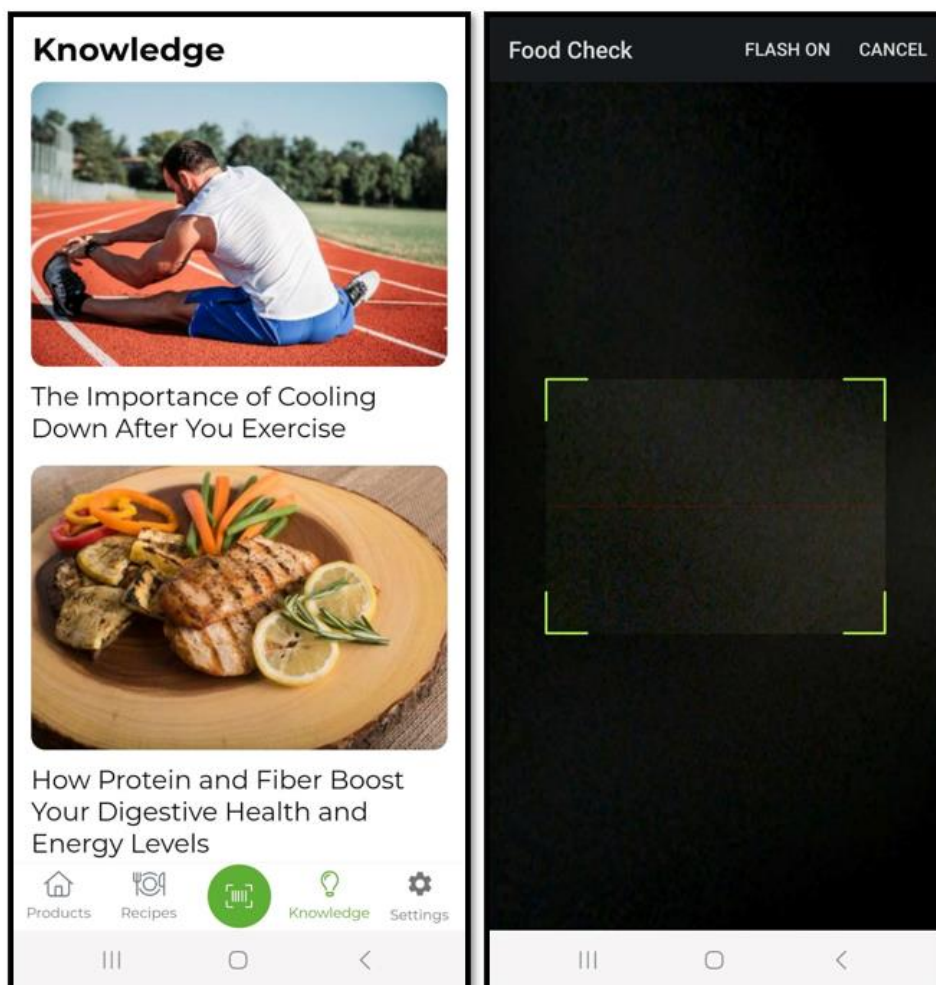 Knowledge
The Importance of Cooling
Down After You Exercise
How Protein and Fiber Boost
Your Digestive Health and
Energy Levels
Products
Recipes
Knowledge
Settings
Food Check
FLASH ON
CANCEL